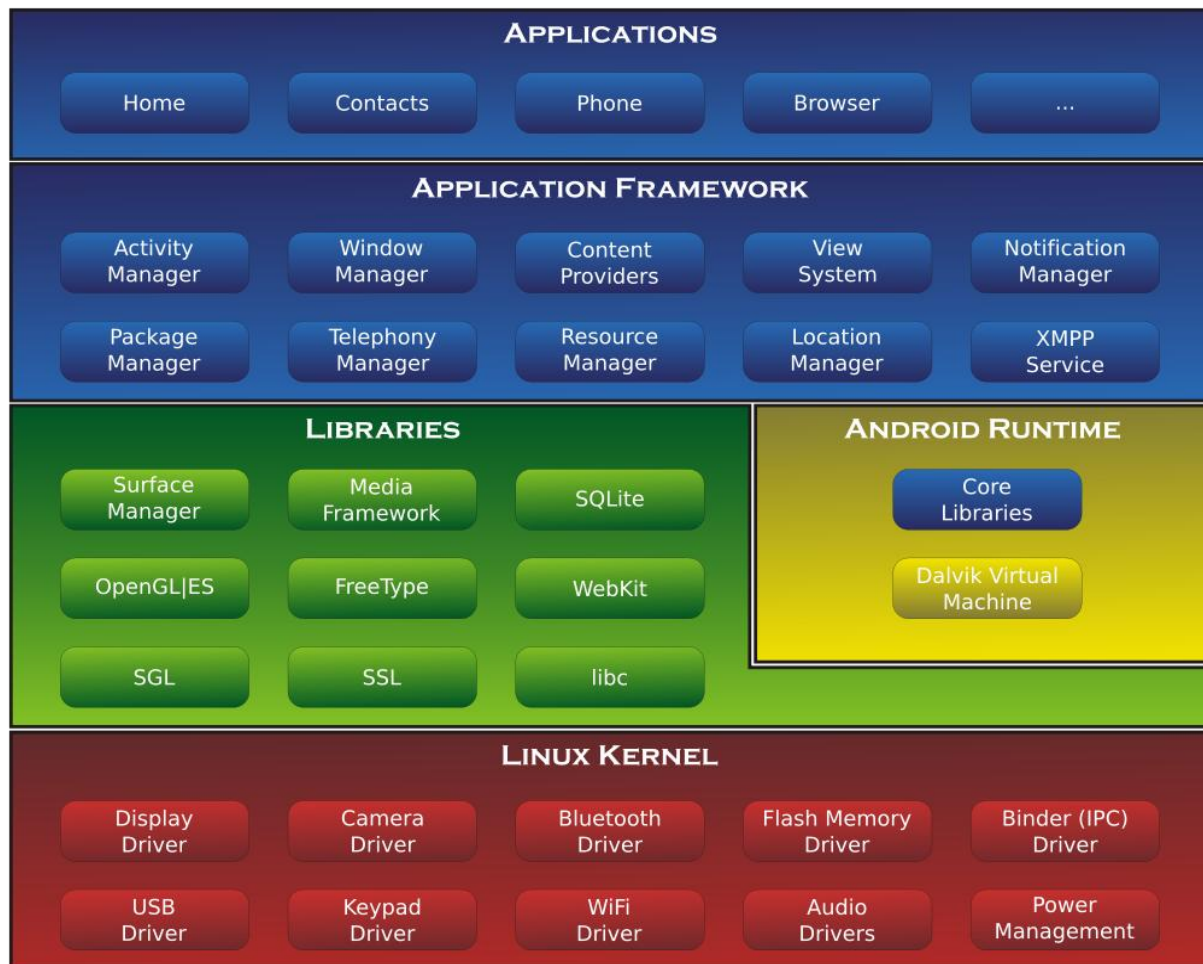 APPLICATIONS
Home
Contacts
Phone
Browser
...
APPLICATION FRAMEWORK
Activity
Manager
Window
Manager
Content
Providers
View
System
Notification
Manager
Package
Manager
Telephony
Manager
Resource
Manager
Location
Manager
XMPP
Service
LIBRARIES
Surface
Manager
Media
Framework
SQLite
OpenGL|ES
FreeType
WebKit
SGL
SSL
libc
ANDROID RUNTIME
Core
Libraries
Dalvik Virtual
Machine
LINUX KERNEL
Display
Driver
Camera
Driver
Bluetooth
Driver
Flash Memory
Driver
Binder (IPC)
Driver
USB
Driver
Keypad
Driver
WiFi
Driver
Audio
Drivers
Power
Management